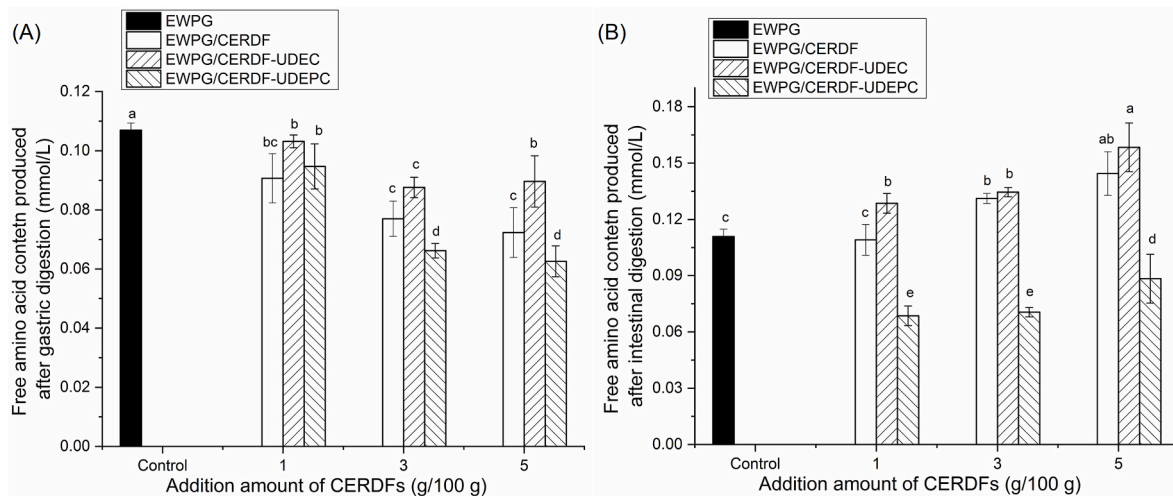 (A)
EWPG
EWPG/CERDF
EWPG/CERDF-UDEC
EWPG/CERDF-UDEPC
Free amino acid contetn produced
after gastric digestion (mmol/L)
0.12
0.10
0.08
0.06
0.04
0.02
0.00
a
bc
b
b
c
c
d
c
b
d
Control
1
3
5
Addition amount of CERDFs (g/100 g)
(B)
EWPG
EWPG/CERDF
EWPG/CERDF-UDEC
EWPG/CERDF-UDEPC
Free amino acid contetn produced
after intestinal digestion (mmol/L)
0.18
0.15
0.12
0.09
0.06
0.03
0.00
c
c
b
e
b
b
e
ab
a
d
Control
1
3
5
Addition amount of CERDFs (g/100 g)